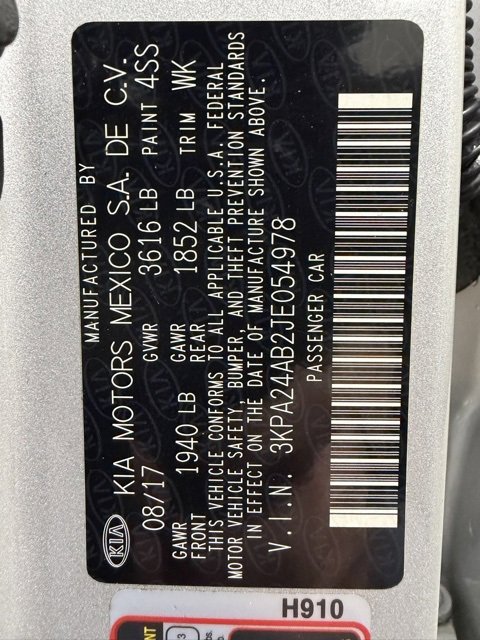 MANUFACTURED BY
KIA KIA MOTORS MEXICO S.A. DE C.V.
08/17 GVWR 3616 LB PAINT 4SS
GAWR FRONT 1940 LB GAWR REAR 1852 LB TRIM WK
THIS VEHICLE CONFORMS TO ALL APPLICABLE U.S.A. FEDERAL
MOTOR VEHICLE SAFETY, BUMPER, AND THEFT PREVENTION STANDARDS
IN EFFECT ON THE DATE OF MANUFACTURE SHOWN ABOVE.
V.I.N. 3KPA24AB2JE054978
PASSENGER CAR
H910